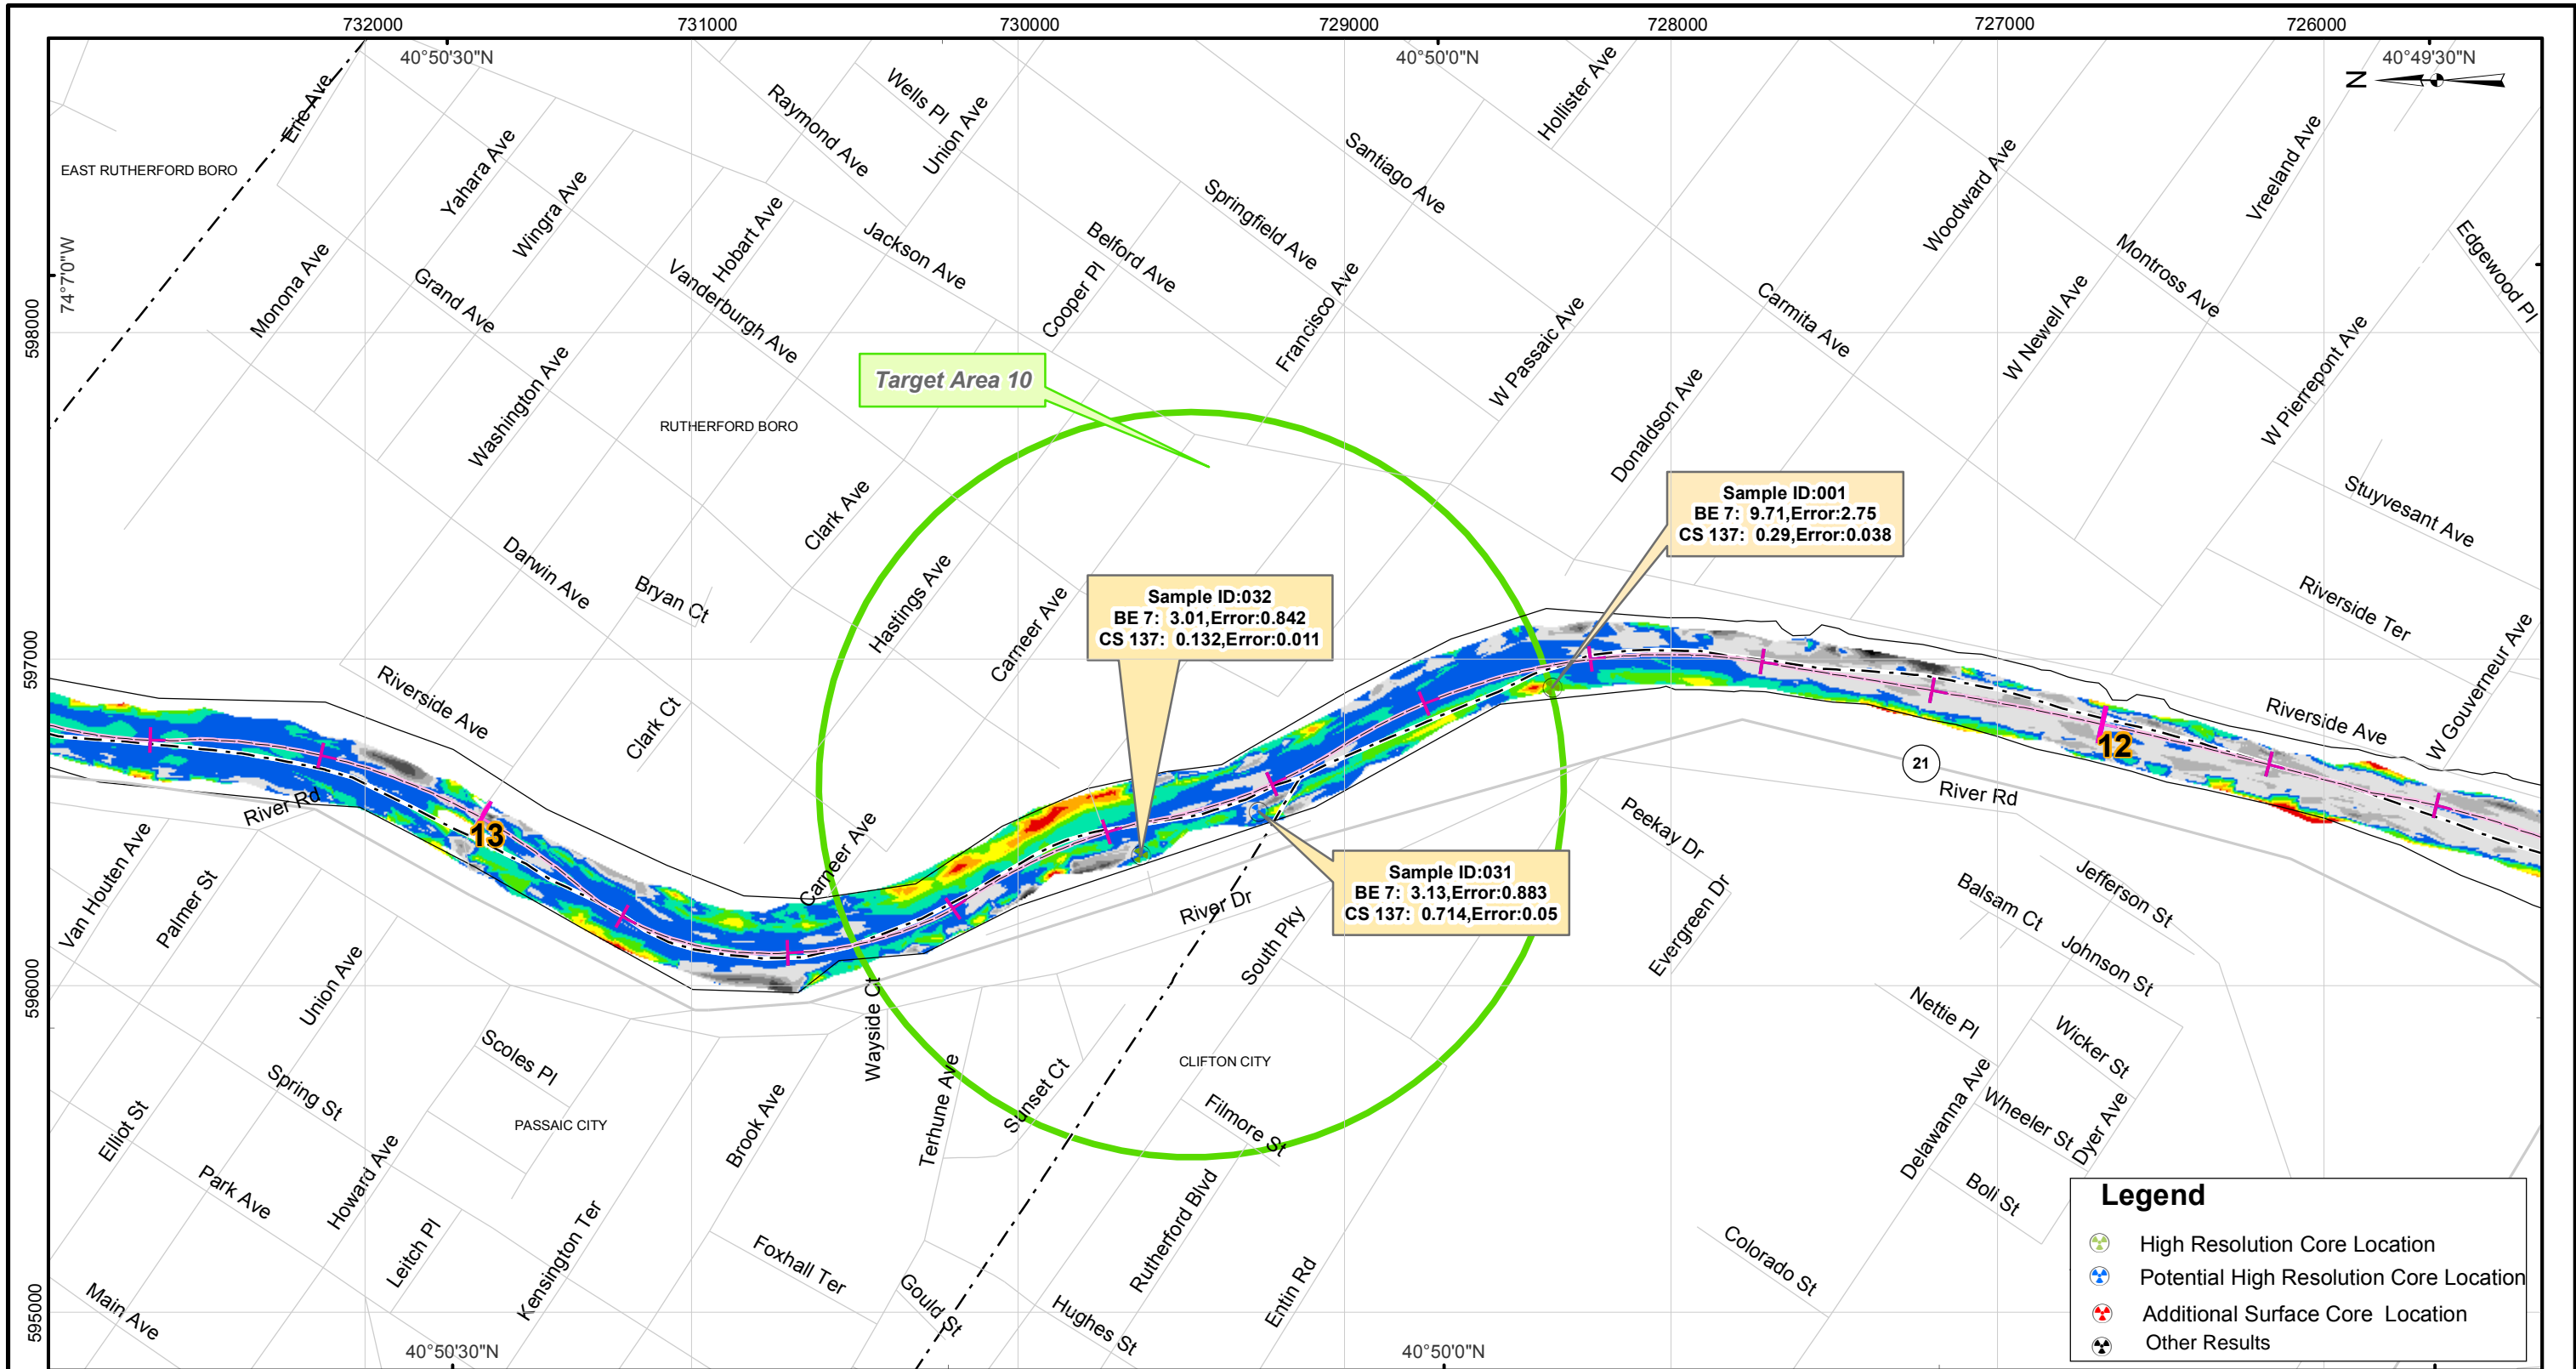 732000
731000
730000
729000
728000
727000
726000
40°50'30"N
40°50'0"N
40°49'30"N
N
EAST RUTHERFORD BORO
Erie Ave
Yahara Ave
Wingra Ave
Monona Ave
Grand Ave
Washington Ave
Raymond Ave
Wells Pl
Union Ave
Hobart Ave
Vanderburgh Ave
Jackson Ave
Cooper Pl
Belford Ave
Springfield Ave
Santiago Ave
Hollister Ave
Francisco Ave
W Passaic Ave
Carmita Ave
Woodward Ave
Vreeland Ave
Montross Ave
W Newell Ave
Edgewood Pl
W Pierrepont Ave
Donaldson Ave
Stuyvesant Ave
Riverside Ter
W Gouverneur Ave
Riverside Ave
74°7'0"W
598000
597000
596000
595000
Target Area 10
RUTHERFORD BORO
Clark Ave
Darwin Ave
Bryan Ct
Hastings Ave
Carneer Ave
Riverside Ave
Clark Ct
Carneer Ave
Sample ID:001
BE 7: 9.71,Error:2.75
CS 137: 0.29,Error:0.038
Sample ID:032
BE 7: 3.01,Error:0.842
CS 137: 0.132,Error:0.011
Sample ID:031
BE 7: 3.13,Error:0.883
CS 137: 0.714,Error:0.05
12
13
21
River Rd
River Rd
River Dr
Van Houten Ave
Palmer St
Union Ave
Scoles Pl
Spring St
Elliot St
Park Ave
Howard Ave
Leitch Pl
Main Ave
PASSAIC CITY
Kensington Ter
Brook Ave
Foxhall Ter
Wayside Ct
Terhune Ave
Sunset Ct
Gould St
Hughes St
South Pky
CLIFTON CITY
Filmore St
Rutherford Blvd
Entin Rd
Peekay Dr
Evergreen Dr
Balsam Ct
Jefferson St
Johnson St
Nettie Pl
Wicker St
Delawanna Ave
Wheeler St
Dyer Ave
Boli St
Colorado St
Legend
High Resolution Core Location
Potential High Resolution Core Location
Additional Surface Core Location
Other Results
40°50'30"N
40°50'0"N